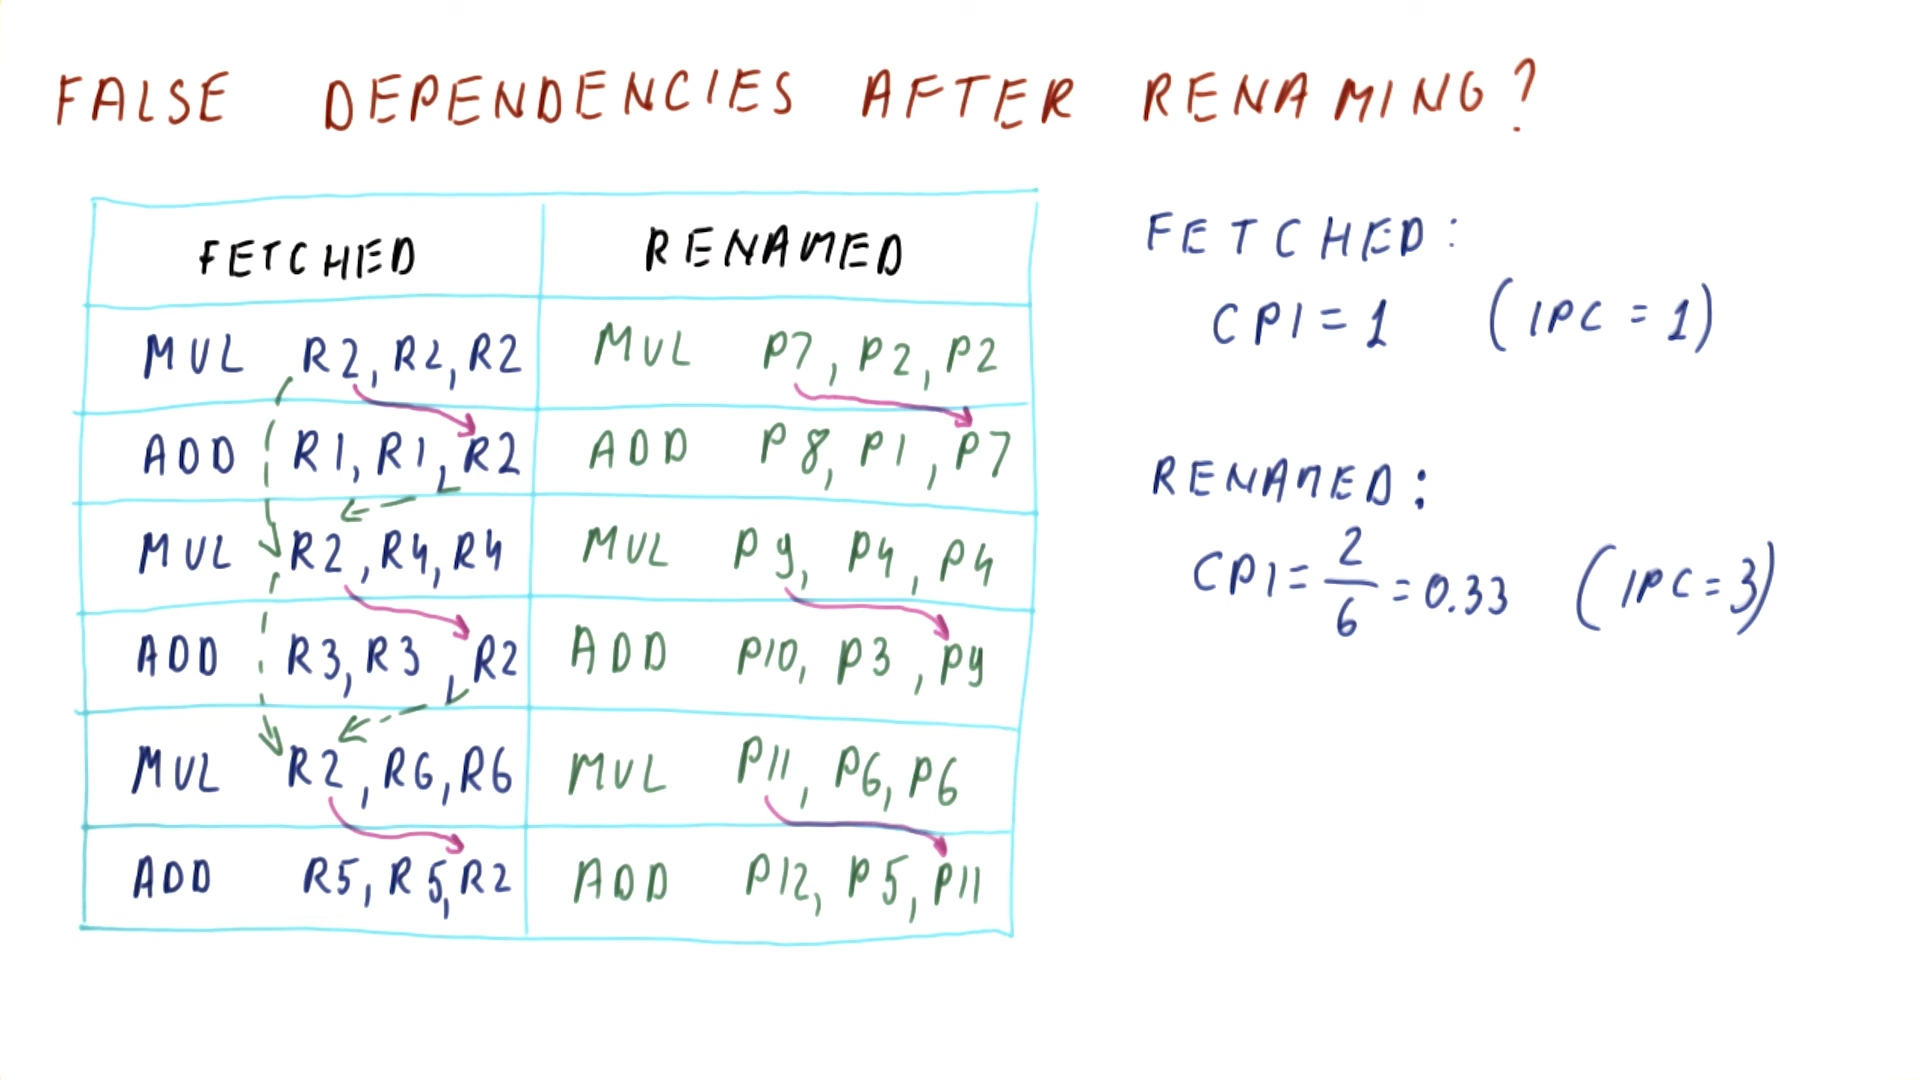 FALSE DEPENDENCIES AFTER RENAMING?
FETCHED RENAMED
MUL R2, R2, R2 MUL P7, P2, P2
ADD R1, R1, R2 ADD P8, P1, P7
MUL R2, R4, R4 MUL P9, P4, P4
ADD R3, R3, R2 ADD P10, P3, P9
MUL R2, R6, R6 MUL P11, P6, P6
ADD R5, R5, R2 ADD P12, P5, P11
FETCHED:
CPI = 1 (IPC = 1)
RENAMED:
CPI = 2/6 = 0.33 (IPC = 3)